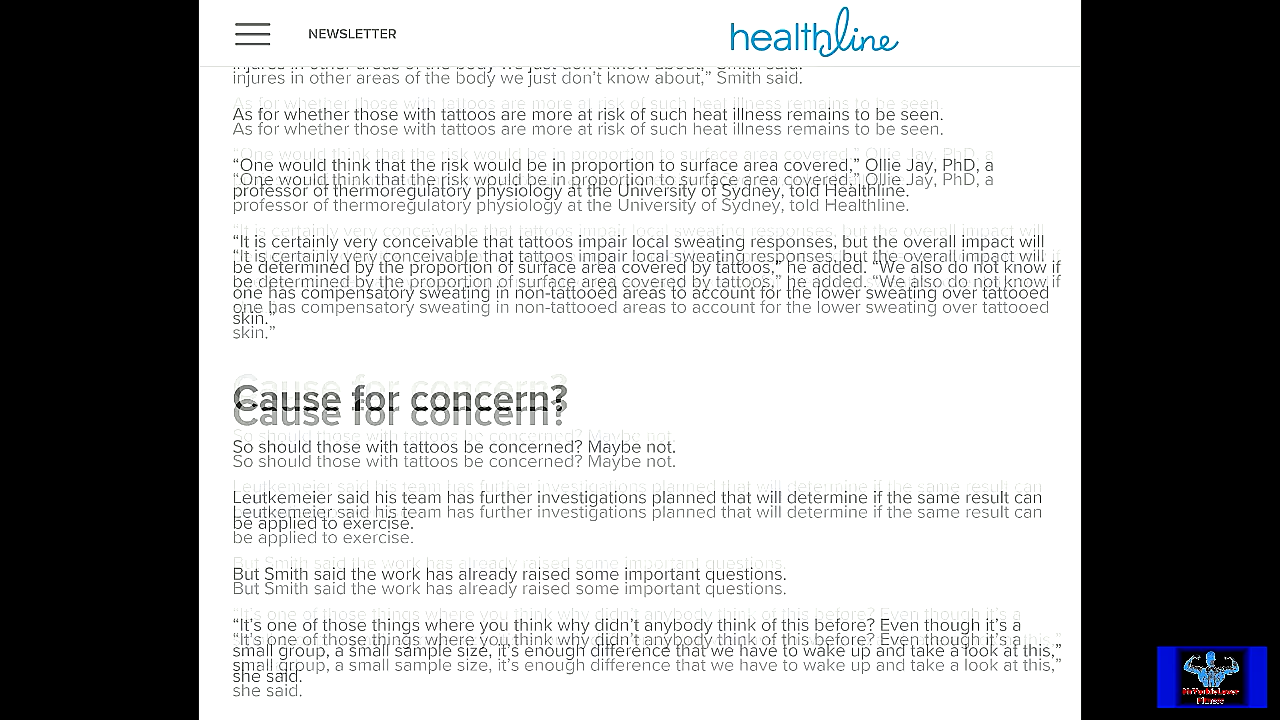 NEWSLETTER
healthline
injures in other areas of the body we just don't know about,” Smith said.
As for whether those with tattoos are more at risk of such heat illness remains to be seen.
“One would think that the risk would be in proportion to surface area covered,” Ollie Jay, PhD, a
professor of thermoregulatory physiology at the University of Sydney, told Healthline.
“It is certainly very conceivable that tattoos impair local sweating responses, but the overall impact will
be determined by the proportion of surface area covered by tattoos,” he added. “We also do not know if
one has compensatory sweating in non-tattooed areas to account for the lower sweating over tattooed
skin.”
Cause for concern?
So should those with tattoos be concerned? Maybe not.
Leutkemeier said his team has further investigations planned that will determine if the same result can
be applied to exercise.
But Smith said the work has already raised some important questions.
“It’s one of those things where you think why didn’t anybody think of this before? Even though it’s a
small group, a small sample size, it’s enough difference that we have to wake up and take a look at this,”
she said.
Fitness